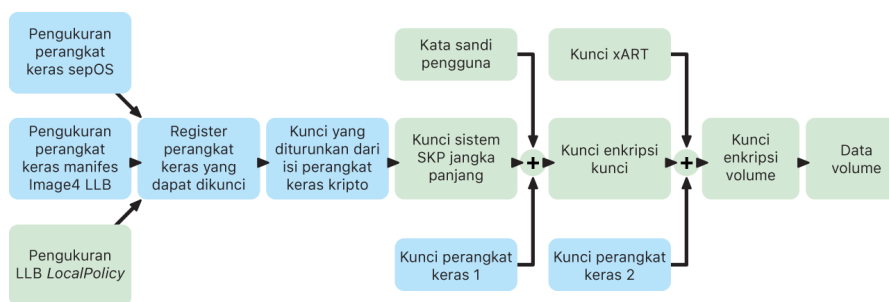 Pengukuran
perangkat
keras sepOS
Kata sandi
pengguna
Kunci xART
Pengukuran
perangkat
keras manifes
Image4 LLB
Register
perangkat
keras yang
dapat dikunci
Kunci yang
diturunkan dari
isi perangkat
keras kripto
Kunci sistem
SKP jangka
panjang
+
Kunci enkripsi
kunci
+
Kunci
enkripsi
volume
Data
volume
Pengukuran
LLB LocalPolicy
Kunci perangkat
keras 1
Kunci perangkat
keras 2